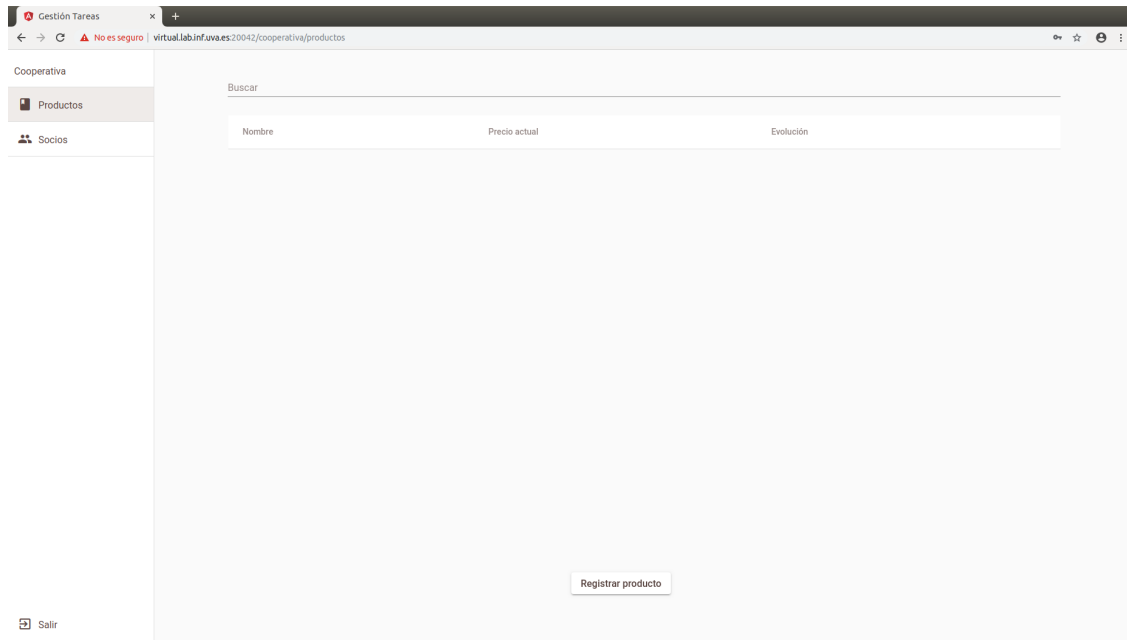 Gestión Tareas
No es seguro | virtual.lab.inf.uva.es:20042/cooperativa/productos
Cooperativa
Productos
Socios
Buscar
Nombre Precio actual Evolución
Registrar producto
Salir